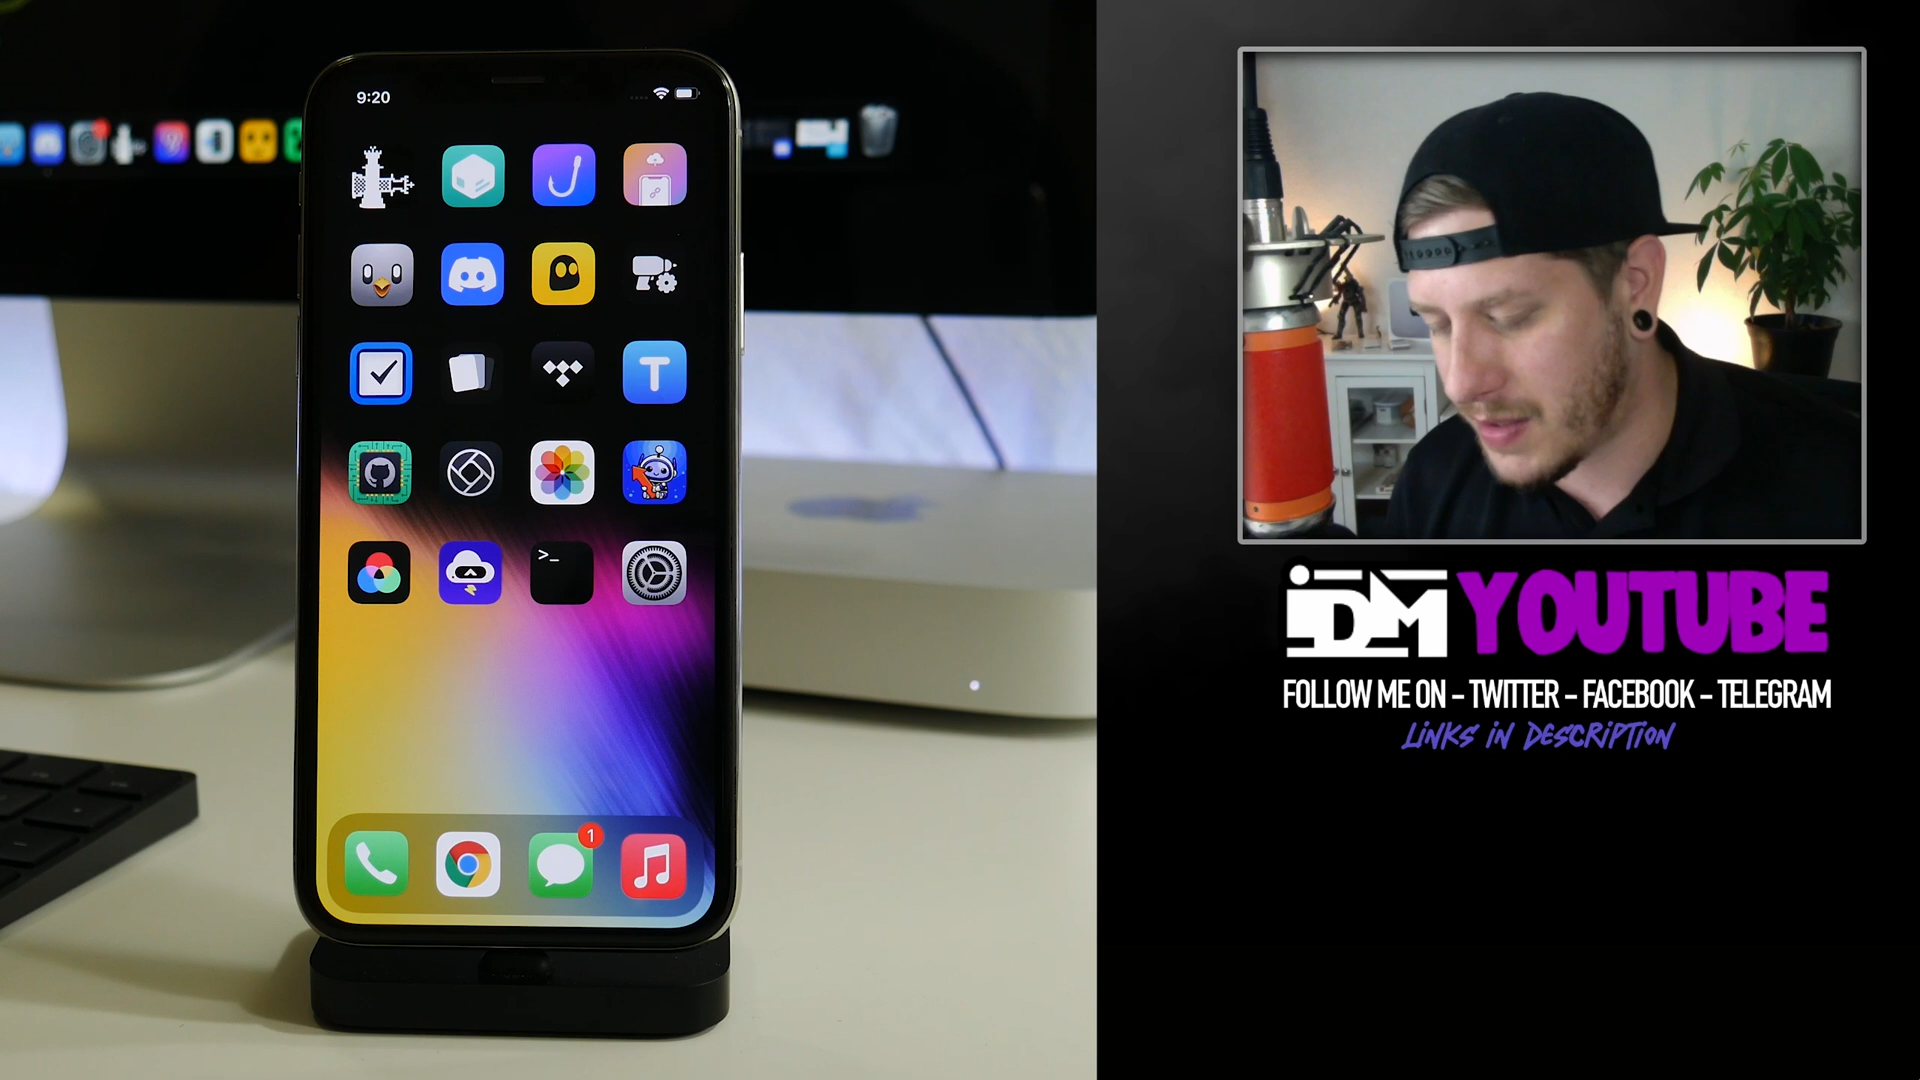 9:20
T
>_
1
iDM YOUTUBE
FOLLOW ME ON - TWITTER - FACEBOOK - TELEGRAM
LINKS IN DESCRIPTION